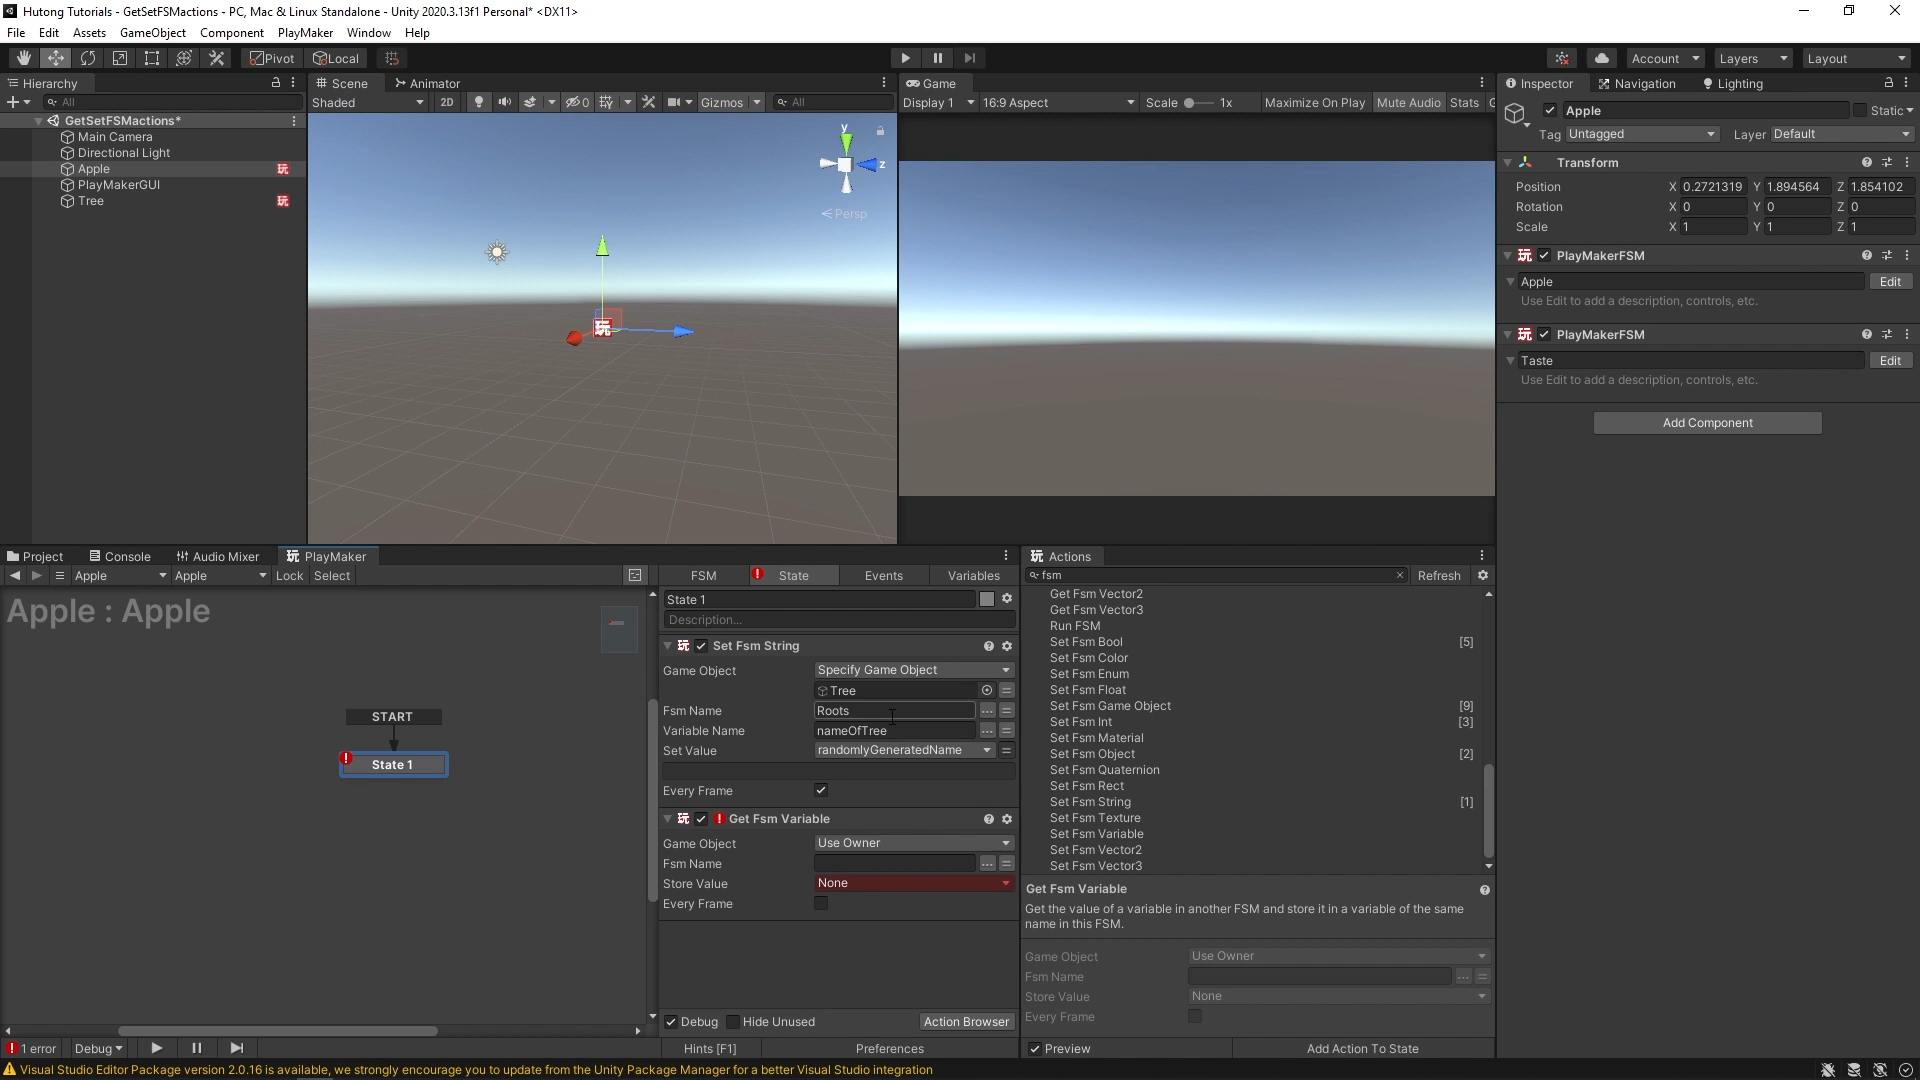 Hutong Tutorials - GetSetFSMactions - PC, Mac & Linux Standalone - Unity 2020.3.13f1 Personal* <DX11>
File Edit Assets GameObject Component PlayMaker Window Help
Pivot Local Account Layers Layout
Hierarchy
All
GetSetFSMactions*
Main Camera
Directional Light
Apple 玩
PlayMakerGUI
Tree 玩
Scene Animator
Shaded 2D 0 Gizmos All
y
z
Persp
玩
Game
Display 1 16:9 Aspect Scale 1x Maximize On Play Mute Audio Stats G
Inspector Navigation Lighting
Apple Static
Tag Untagged Layer Default
Transform
Position X 0.2721319 Y 1.894564 Z 1.854102
Rotation X 0 Y 0 Z 0
Scale X 1 Y 1 Z 1
玩 PlayMakerFSM
Apple Edit
Use Edit to add a description, controls, etc.
玩 PlayMakerFSM
Taste Edit
Use Edit to add a description, controls, etc.
Add Component
Project Console Audio Mixer 玩 PlayMaker
Apple Apple Lock Select
Apple : Apple
START
State 1
FSM State Events Variables
State 1
Description...
玩 Set Fsm String
Game Object Specify Game Object
Tree
Fsm Name Roots
Variable Name nameOfTree
Set Value randomlyGeneratedName
Every Frame
玩 Get Fsm Variable
Game Object Use Owner
Fsm Name
Store Value None
Every Frame
Debug Hide Unused Action Browser
1 error Debug Hints [F1] Preferences
玩 Actions
fsm Refresh
Get Fsm Vector2
Get Fsm Vector3
Run FSM
Set Fsm Bool [5]
Set Fsm Color
Set Fsm Enum
Set Fsm Float
Set Fsm Game Object [9]
Set Fsm Int [3]
Set Fsm Material
Set Fsm Object [2]
Set Fsm Quaternion
Set Fsm Rect
Set Fsm String [1]
Set Fsm Texture
Set Fsm Variable
Set Fsm Vector2
Set Fsm Vector3
Get Fsm Variable
Get the value of a variable in another FSM and store it in a variable of the same
name in this FSM.
Game Object Use Owner
Fsm Name
Store Value None
Every Frame
Preview Add Action To State
Visual Studio Editor Package version 2.0.16 is available, we strongly encourage you to update from the Unity Package Manager for a better Visual Studio integration